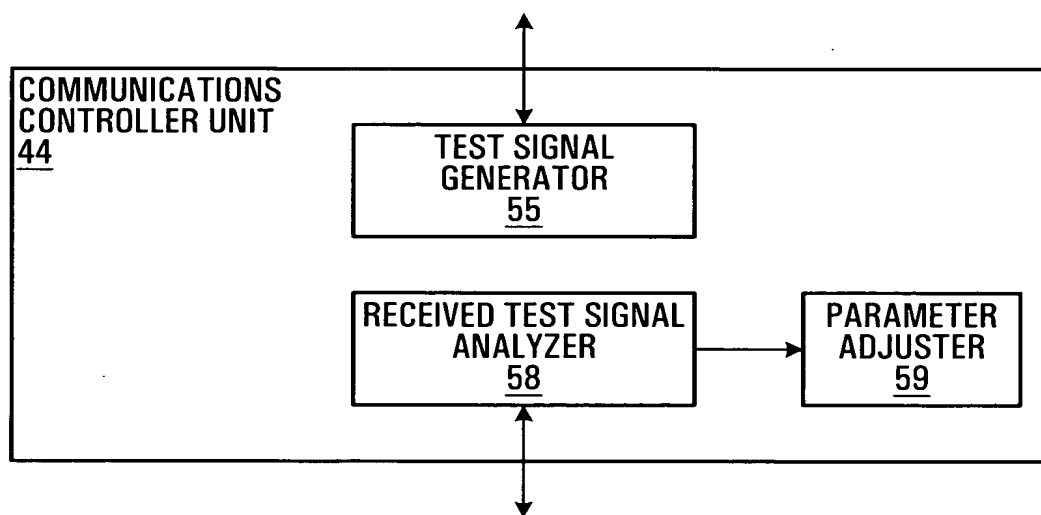 COMMUNICATIONS
CONTROLLER UNIT
44
TEST SIGNAL
GENERATOR
55
RECEIVED TEST SIGNAL
ANALYZER
58
PARAMETER
ADJUSTER
59